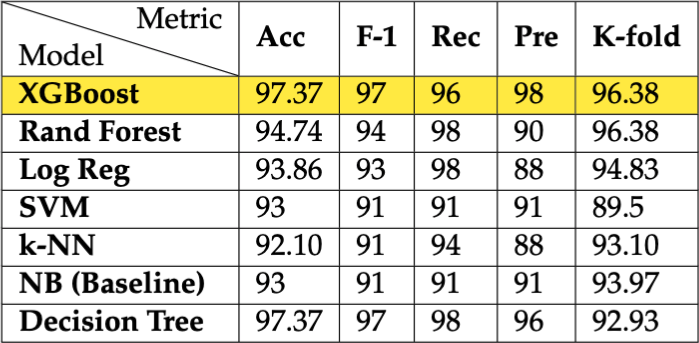 Metric
Model
Acc F-1 Rec Pre K-fold
XGBoost 97.37 97 96 98 96.38
Rand Forest 94.74 94 98 90 96.38
Log Reg 93.86 93 98 88 94.83
SVM 93 91 91 91 89.5
k-NN 92.10 91 94 88 93.10
NB (Baseline) 93 91 91 91 93.97
Decision Tree 97.37 97 98 96 92.93